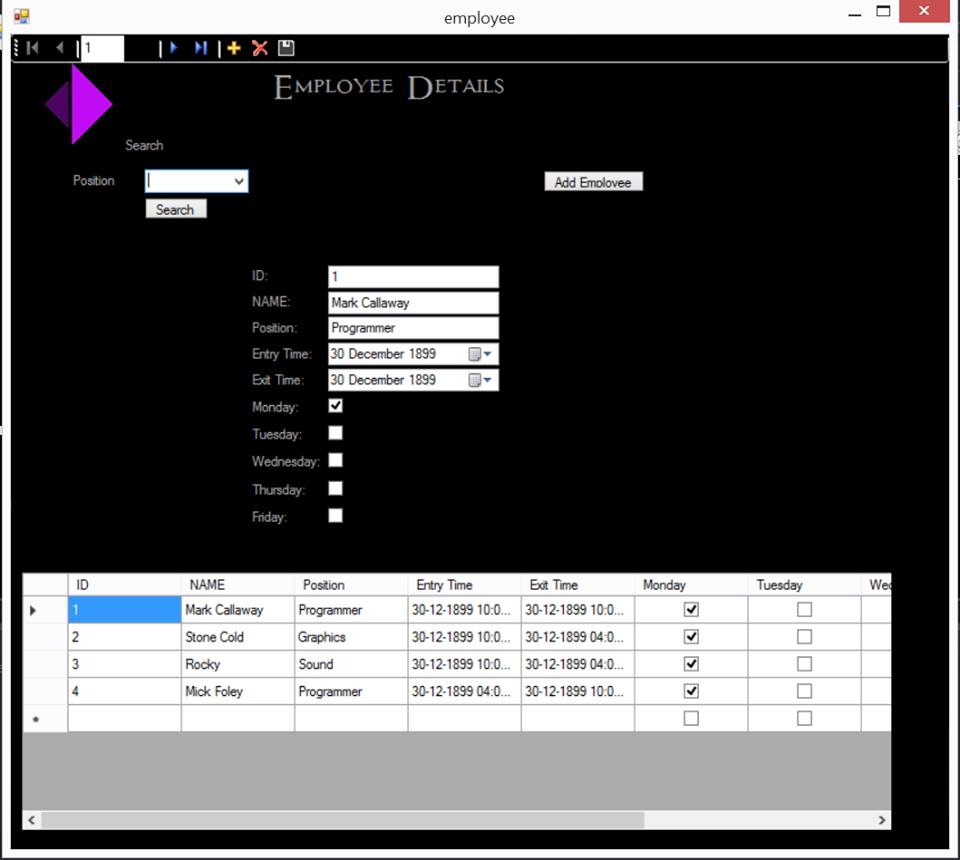 employee
1
Employee Details
Search
Position
Add Employee
Search
ID: 1
NAME: Mark Callaway
Position: Programmer
Entry Time: 30 December 1899
Exit Time: 30 December 1899
Monday:
Tuesday:
Wednesday:
Thursday:
Friday:
ID NAME Position Entry Time Exit Time Monday Tuesday Wed
1 Mark Callaway Programmer 30-12-1899 10:0... 30-12-1899 10:0...
2 Stone Cold Graphics 30-12-1899 10:0... 30-12-1899 04:0...
3 Rocky Sound 30-12-1899 10:0... 30-12-1899 04:0...
4 Mick Foley Programmer 30-12-1899 04:0... 30-12-1899 10:0...